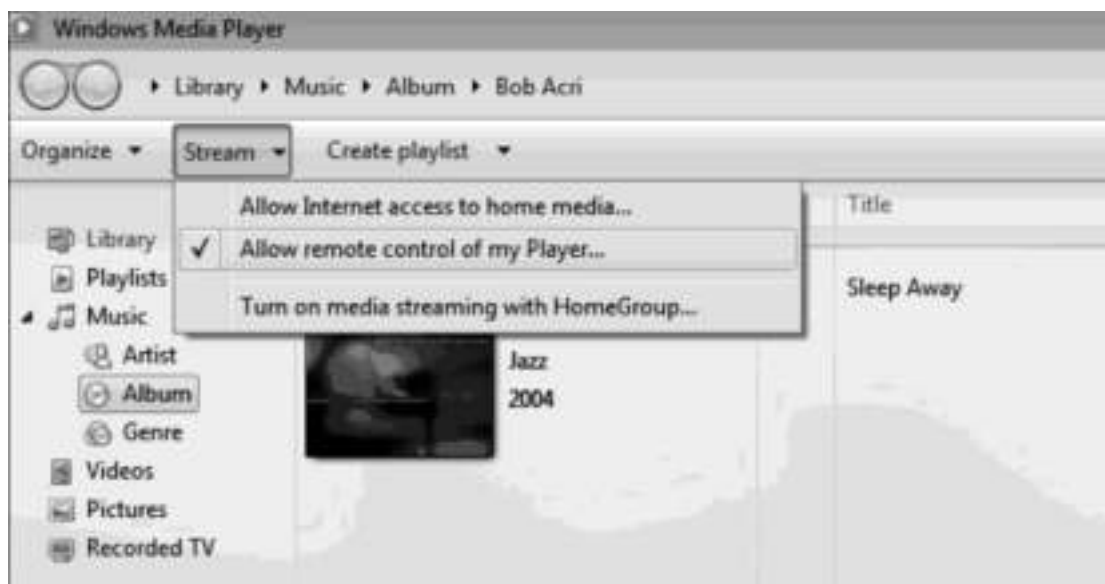 Windows Media Player
Library Music Album Bob Acri
Organize Stream Create playlist
Allow Internet access to home media...
Allow remote control of my Player...
Turn on media streaming with HomeGroup...
Title
Library
Playlists
Music
Artist
Album
Genre
Videos
Pictures
Recorded TV
Jazz
2004
Sleep Away